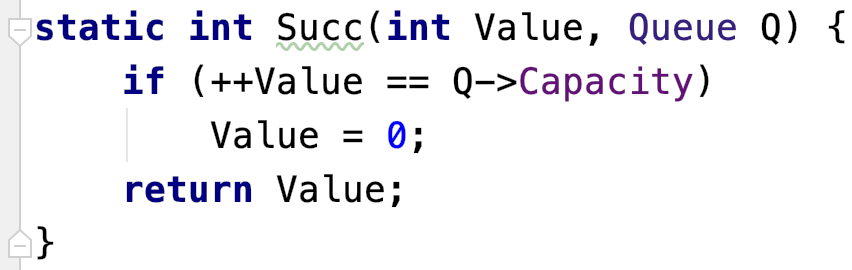 static int Succ(int Value, Queue Q) {
    if (++Value == Q->Capacity)
        Value = 0;
    return Value;
}